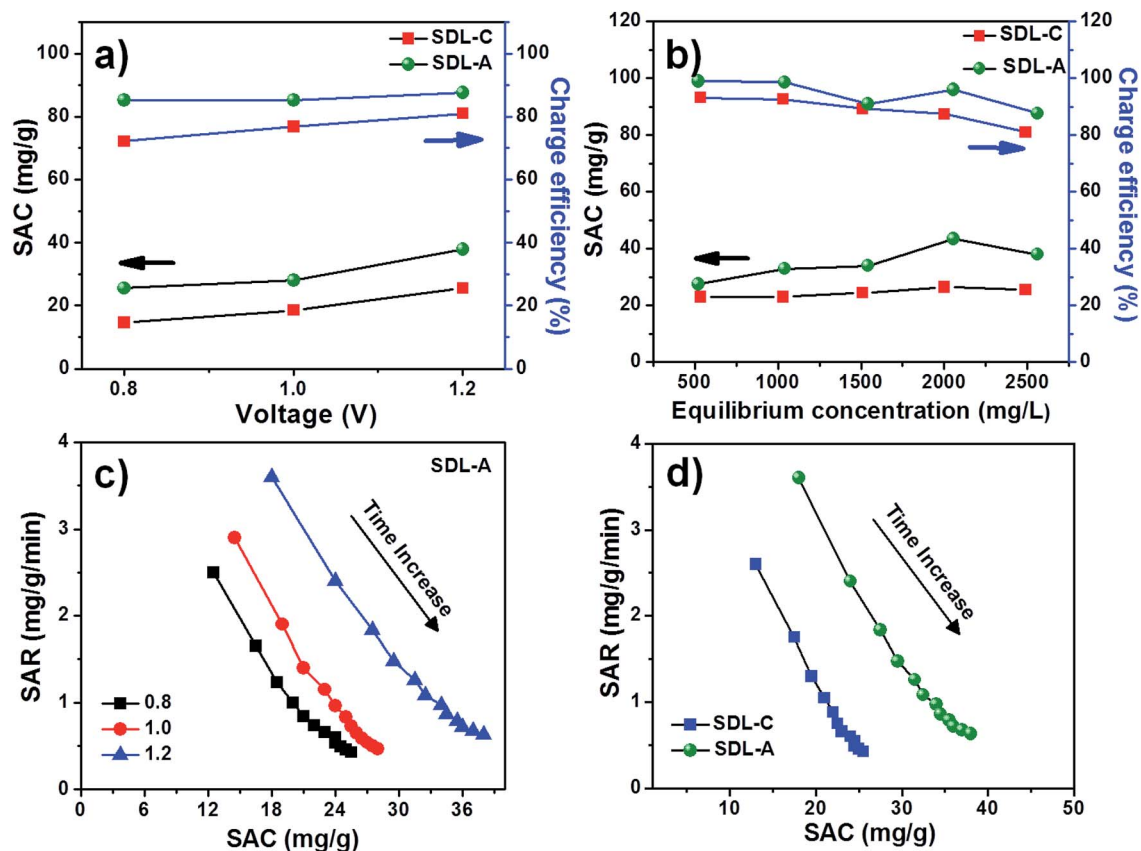 a)
SDL-C
SDL-A
100
80
60
40
20
0
SAC (mg/g)
100
80
60
40
20
0
Charge efficiency (%)
0.8
1.0
1.2
Voltage (V)
b)
SDL-C
SDL-A
120
100
80
60
40
20
0
SAC (mg/g)
120
100
80
60
40
20
0
Charge efficiency (%)
500
1000
1500
2000
2500
Equilibrium concentration (mg/L)
c)
SDL-A
Time Increase
4
3
2
1
0
SAR (mg/g/min)
0.8
1.0
1.2
0
6
12
18
24
30
36
SAC (mg/g)
d)
Time Increase
4
3
2
1
0
SAR (mg/g/min)
SDL-C
SDL-A
10
20
30
40
50
SAC (mg/g)